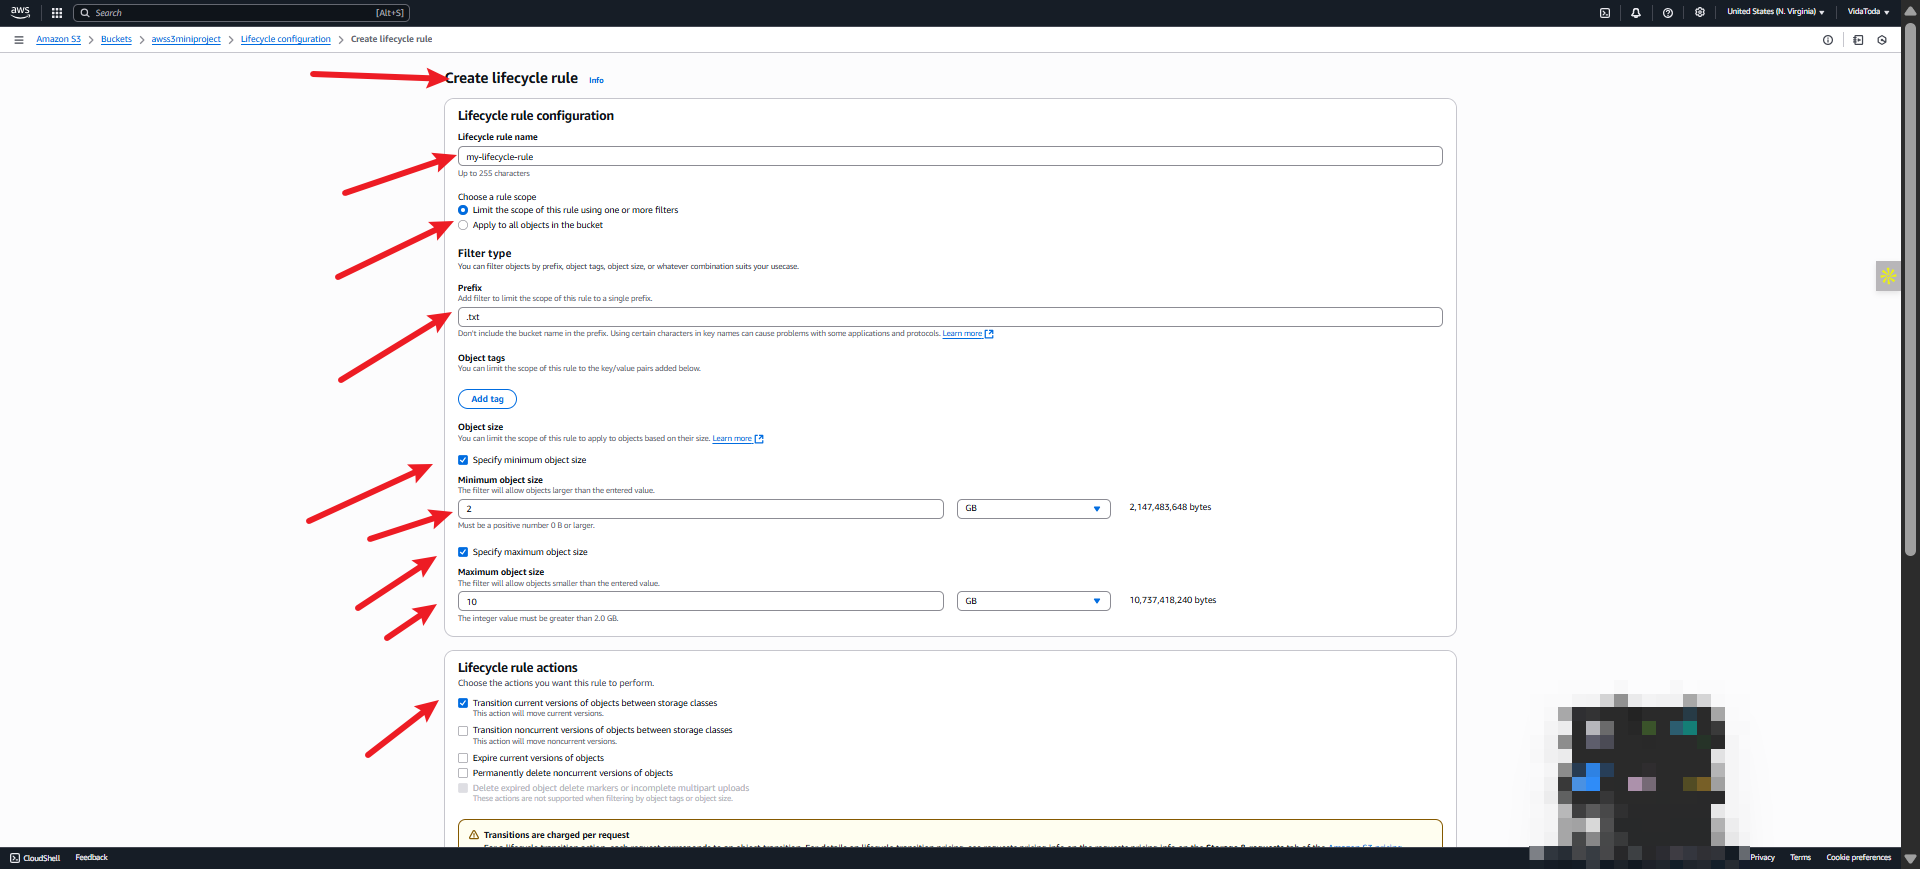 aws
Search [Alt+S]
United States (N. Virginia)
VidaToda
Amazon S3 > Buckets > awss3miniproject > Lifecycle configuration > Create lifecycle rule
Create lifecycle rule Info
Lifecycle rule configuration
Lifecycle rule name
my-lifecycle-rule
Up to 255 characters
Choose a rule scope
Limit the scope of this rule using one or more filters
Apply to all objects in the bucket
Filter type
You can filter objects by prefix, object tags, object size, or whatever combination suits your usecase.
Prefix
Add filter to limit the scope of this rule to a single prefix.
.txt
Don't include the bucket name in the prefix. Using certain characters in key names can cause problems with some applications and protocols. Learn more
Object tags
You can limit the scope of this rule to the key/value pairs added below.
Add tag
Object size
You can limit the scope of this rule to apply to objects based on their size. Learn more
Specify minimum object size
Minimum object size
The filter will allow objects larger than the entered value.
2 GB 2,147,483,648 bytes
Must be a positive number 0 B or larger.
Specify maximum object size
Maximum object size
The filter will allow objects smaller than the entered value.
10 GB 10,737,418,240 bytes
The integer value must be greater than 2.0 GB.
Lifecycle rule actions
Choose the actions you want this rule to perform.
Transition current versions of objects between storage classes
This action will move current versions.
Transition noncurrent versions of objects between storage classes
This action will move noncurrent versions.
Expire current versions of objects
Permanently delete noncurrent versions of objects
Delete expired object delete markers or incomplete multipart uploads
These actions are not supported when filtering by object tags or object size.
Transitions are charged per request
CloudShell Feedback Privacy Terms Cookie preferences